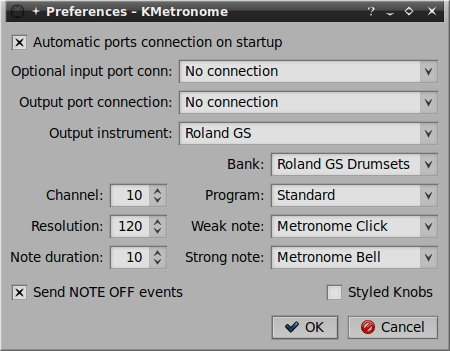 Preferences – KMetronome
Automatic ports connection on startup
Optional input port conn: No connection
Output port connection: No connection
Output instrument: Roland GS
Bank: Roland GS Drumsets
Channel: 10 Program: Standard
Resolution: 120 Weak note: Metronome Click
Note duration: 10 Strong note: Metronome Bell
Send NOTE OFF events Styled Knobs
OK Cancel